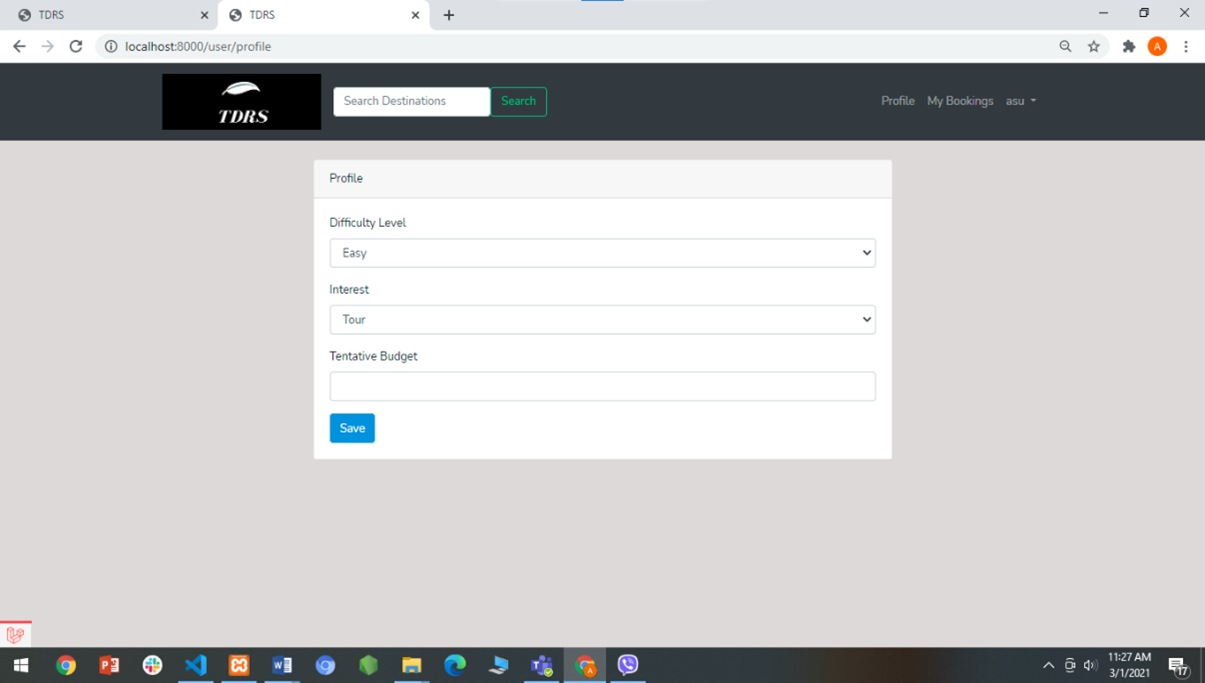 TDRS
TDRS
localhost:8000/user/profile
A
TDRS
Search Destinations
Search
Profile
My Bookings
asu
Profile
Difficulty Level
Easy
Interest
Tour
Tentative Budget
Save
11:27 AM
3/1/2021
17